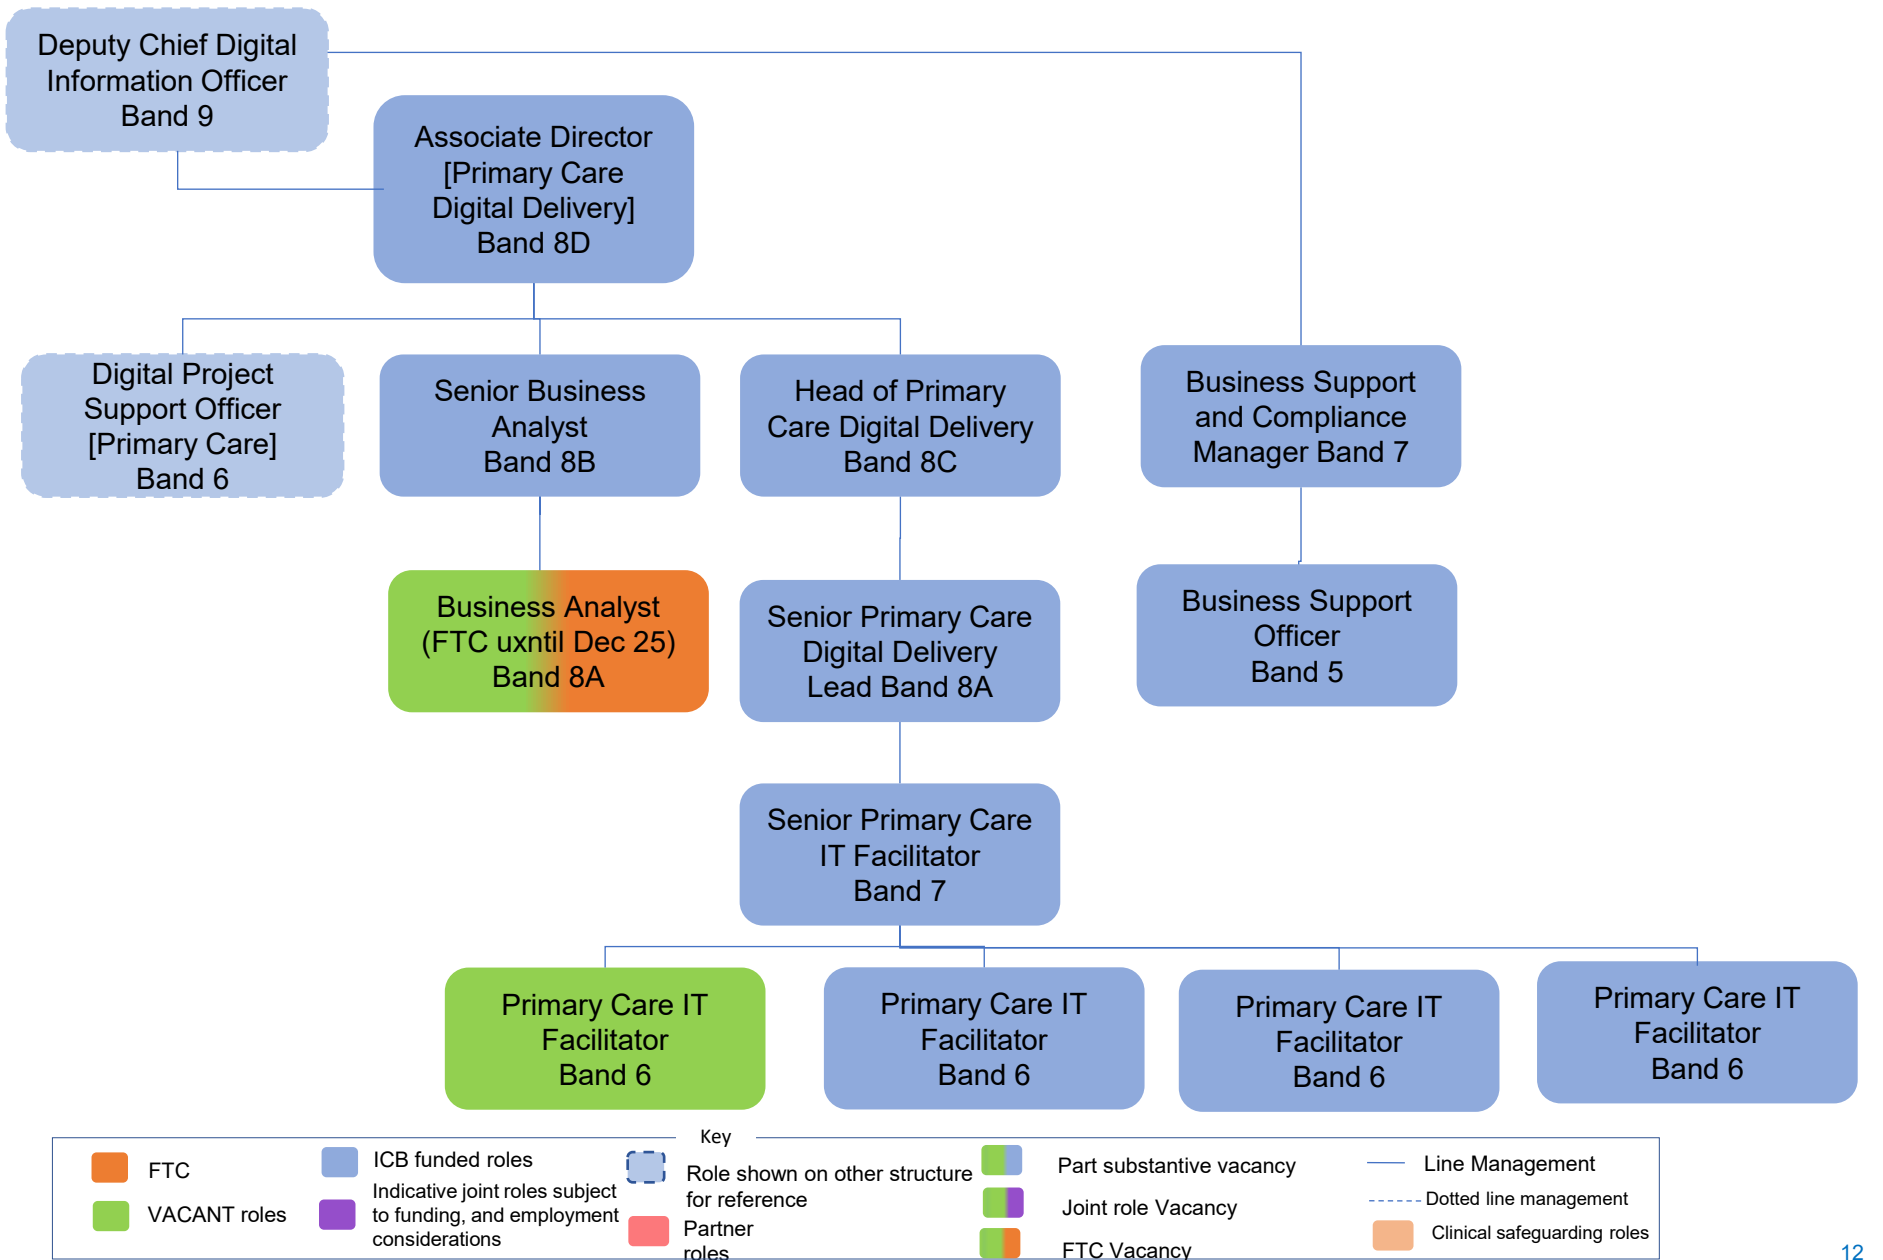 Deputy Chief Digital
Information Officer
Band 9
Associate Director
[Primary Care
Digital Delivery]
Band 8D
Digital Project
Support Officer
[Primary Care]
Band 6
Senior Business
Analyst
Band 8B
Head of Primary
Care Digital Delivery
Band 8C
Business Support
and Compliance
Manager Band 7
Business Analyst
(FTC uxntil Dec 25)
Band 8A
Senior Primary Care
Digital Delivery
Lead Band 8A
Business Support
Officer
Band 5
Senior Primary Care
IT Facilitator
Band 7
Primary Care IT
Facilitator
Band 6
Primary Care IT
Facilitator
Band 6
Primary Care IT
Facilitator
Band 6
Primary Care IT
Facilitator
Band 6
Key
FTC
VACANT roles
ICB funded roles
Indicative joint roles subject
to funding, and employment
considerations
Role shown on other structure
for reference
Partner
roles
Part substantive vacancy
Joint role Vacancy
FTC Vacancy
Line Management
Dotted line management
Clinical safeguarding roles
12